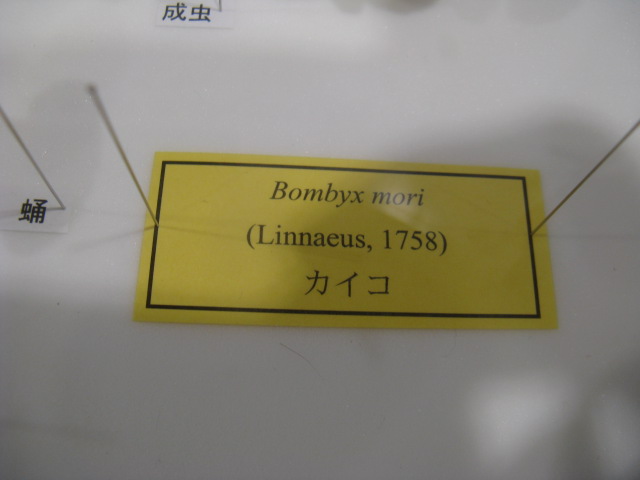 成虫
蛹
Bombyx mori
(Linnaeus, 1758)
カイコ